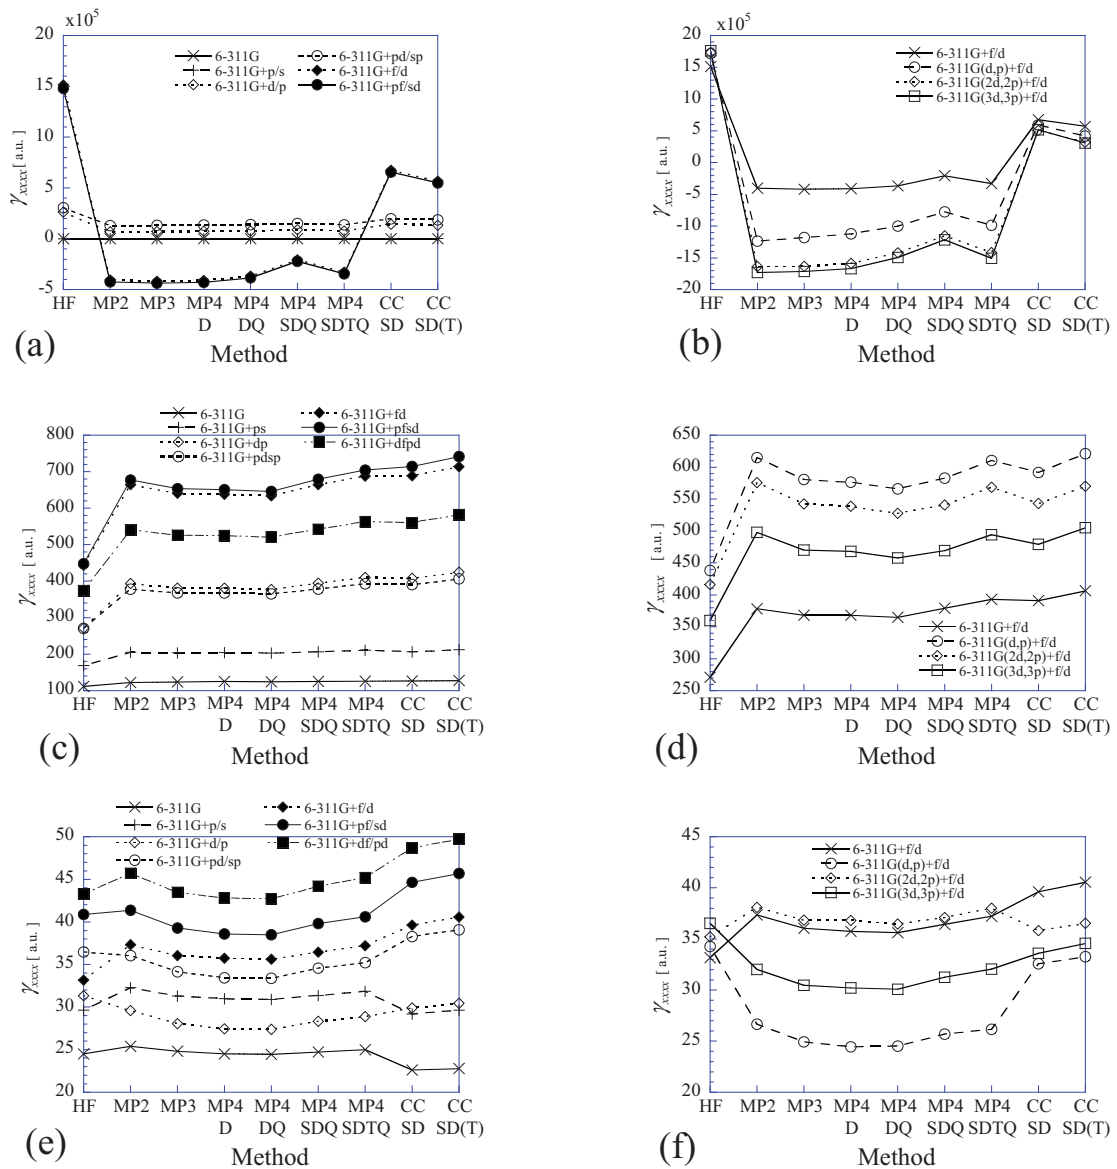 x10⁵
20
15
10
5
0
-5
γxxxx [ a.u. ]
6-311G
6-311G+p/s
6-311G+d/p
6-311G+pd/sp
6-311G+f/d
6-311G+pf/sd
HF MP2 MP3 MP4 MP4 MP4 MP4 CC CC
D DQ SDQ SDTQ SD SD(T)
(a) Method
x10⁵
20
15
10
5
0
-5
-10
-15
-20
γxxxx [ a.u. ]
6-311G+f/d
6-311G(d,p)+f/d
6-311G(2d,2p)+f/d
6-311G(3d,3p)+f/d
HF MP2 MP3 MP4 MP4 MP4 MP4 CC CC
D DQ SDQ SDTQ SD SD(T)
(b) Method
6-311G
6-311G+ps
6-311G+dp
6-311G+pdsp
6-311G+fd
6-311G+pfsd
6-311G+dfpd
800
700
600
500
400
300
200
100
γxxxx [ a.u. ]
HF MP2 MP3 MP4 MP4 MP4 MP4 CC CC
D DQ SDQ SDTQ SD SD(T)
(c) Method
650
600
550
500
450
400
350
300
250
γxxxx [ a.u. ]
6-311G+f/d
6-311G(d,p)+f/d
6-311G(2d,2p)+f/d
6-311G(3d,3p)+f/d
HF MP2 MP3 MP4 MP4 MP4 MP4 CC CC
D DQ SDQ SDTQ SD SD(T)
(d) Method
6-311G
6-311G+p/s
6-311G+d/p
6-311G+pd/sp
6-311G+f/d
6-311G+pf/sd
6-311G+df/pd
50
45
40
35
30
25
20
γxxxx [ a.u. ]
HF MP2 MP3 MP4 MP4 MP4 MP4 CC CC
D DQ SDQ SDTQ SD SD(T)
(e) Method
45
40
35
30
25
20
γxxxx [ a.u. ]
6-311G+f/d
6-311G(d,p)+f/d
6-311G(2d,2p)+f/d
6-311G(3d,3p)+f/d
HF MP2 MP3 MP4 MP4 MP4 MP4 CC CC
D DQ SDQ SDTQ SD SD(T)
(f) Method